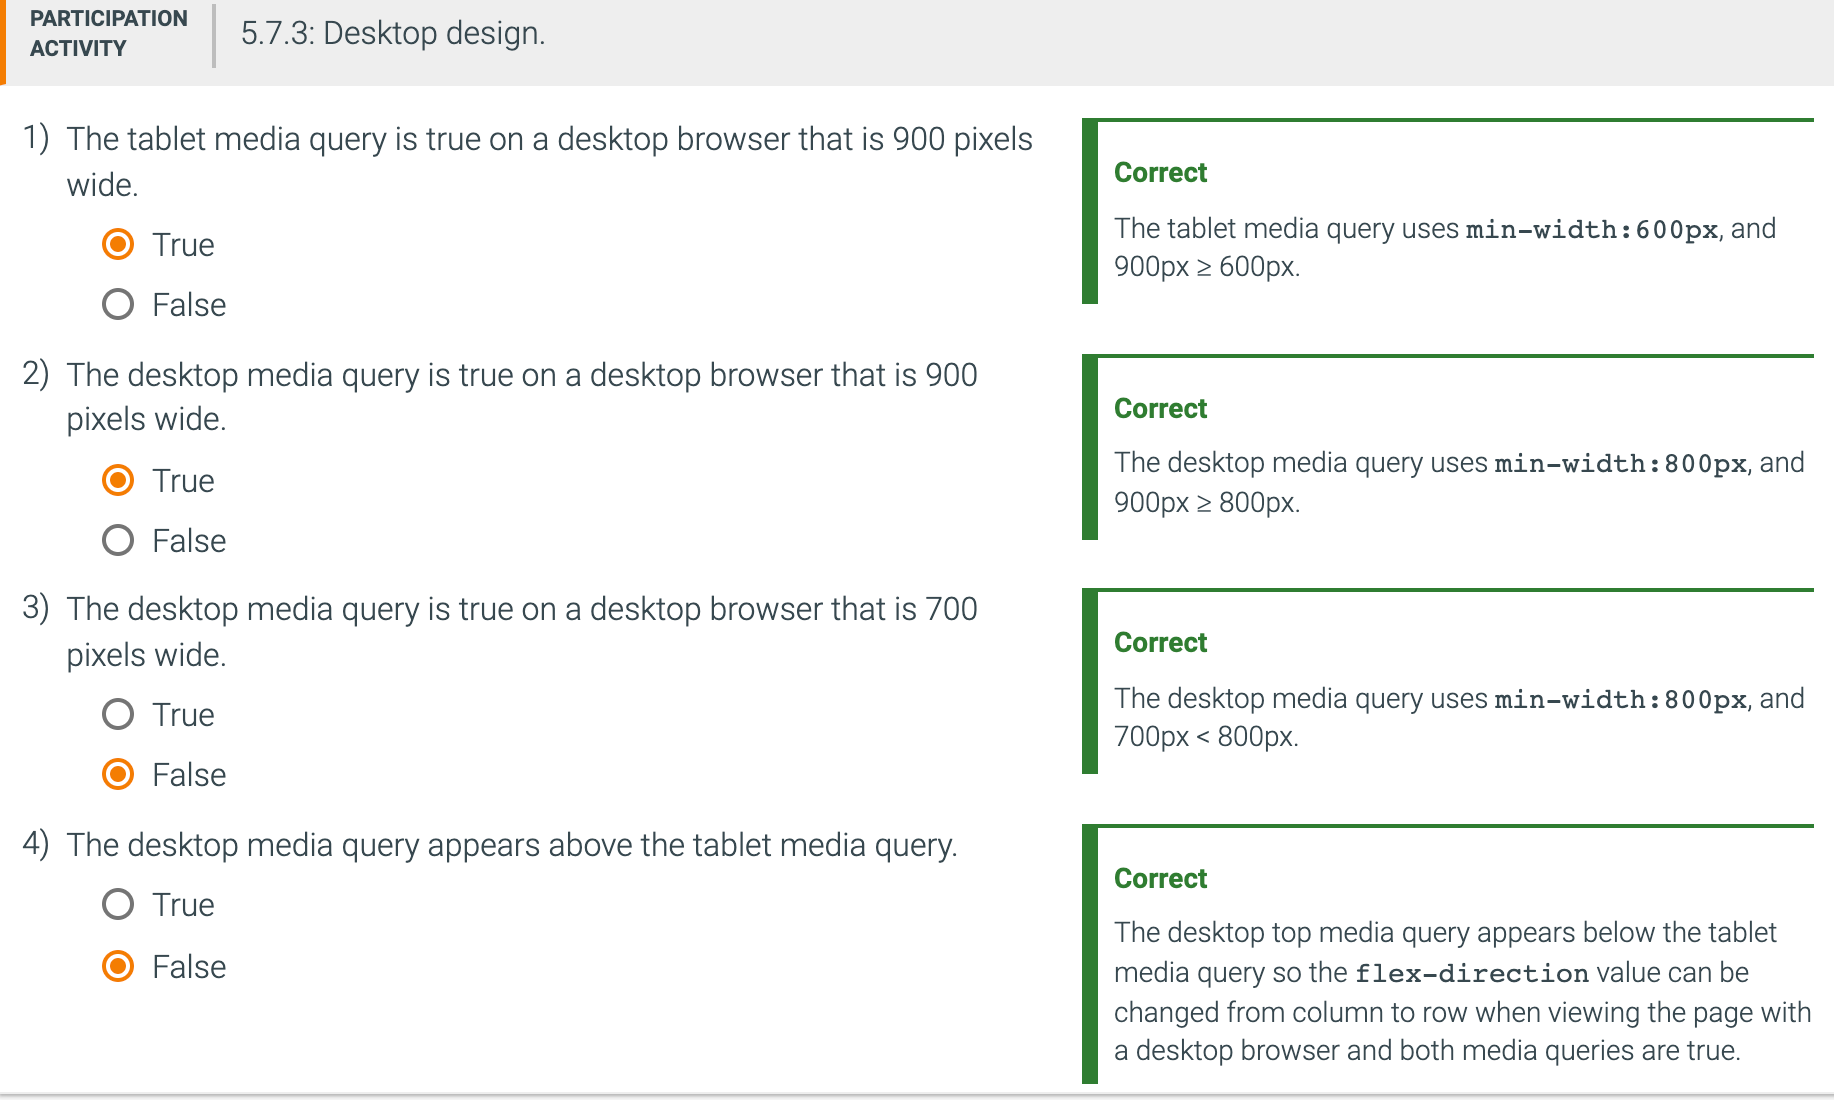 PARTICIPATION
ACTIVITY
5.7.3: Desktop design.
1) The tablet media query is true on a desktop browser that is 900 pixels
wide.
True
False
Correct
The tablet media query uses min-width:600px, and
900px ≥ 600px.
2) The desktop media query is true on a desktop browser that is 900
pixels wide.
True
False
Correct
The desktop media query uses min-width:800px, and
900px ≥ 800px.
3) The desktop media query is true on a desktop browser that is 700
pixels wide.
True
False
Correct
The desktop media query uses min-width:800px, and
700px < 800px.
4) The desktop media query appears above the tablet media query.
True
False
Correct
The desktop top media query appears below the tablet
media query so the flex-direction value can be
changed from column to row when viewing the page with
a desktop browser and both media queries are true.